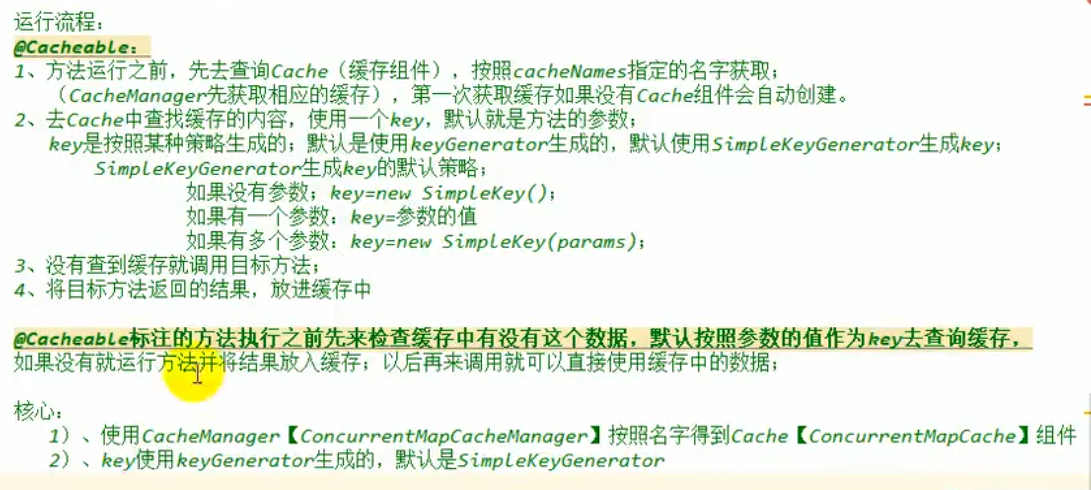 运行流程:
@Cacheable:
1、方法运行之前,先去查询Cache(缓存组件),按照cacheNames指定的名字获取;
(CacheManager先获取相应的缓存),第一次获取缓存如果没有Cache组件会自动创建。
2、去Cache中查找缓存的内容,使用一个key,默认就是方法的参数;
key是按照某种策略生成的;默认是使用keyGenerator生成的,默认使用SimpleKeyGenerator生成key;
SimpleKeyGenerator生成key的默认策略;
如果没有参数;key=new SimpleKey();
如果有一个参数:key=参数的值
如果有多个参数:key=new SimpleKey(params);
3、没有查到缓存就调用目标方法;
4、将目标方法返回的结果,放进缓存中
@Cacheable标注的方法执行之前先来检查缓存中有没有这个数据,默认按照参数的值作为key去查询缓存,
如果没有就运行方法并将结果放入缓存;以后再来调用就可以直接使用缓存中的数据;
核心:
1)、使用CacheManager【ConcurrentMapCacheManager】按照名字得到Cache【ConcurrentMapCache】组件
2)、key使用keyGenerator生成的,默认是SimpleKeyGenerator